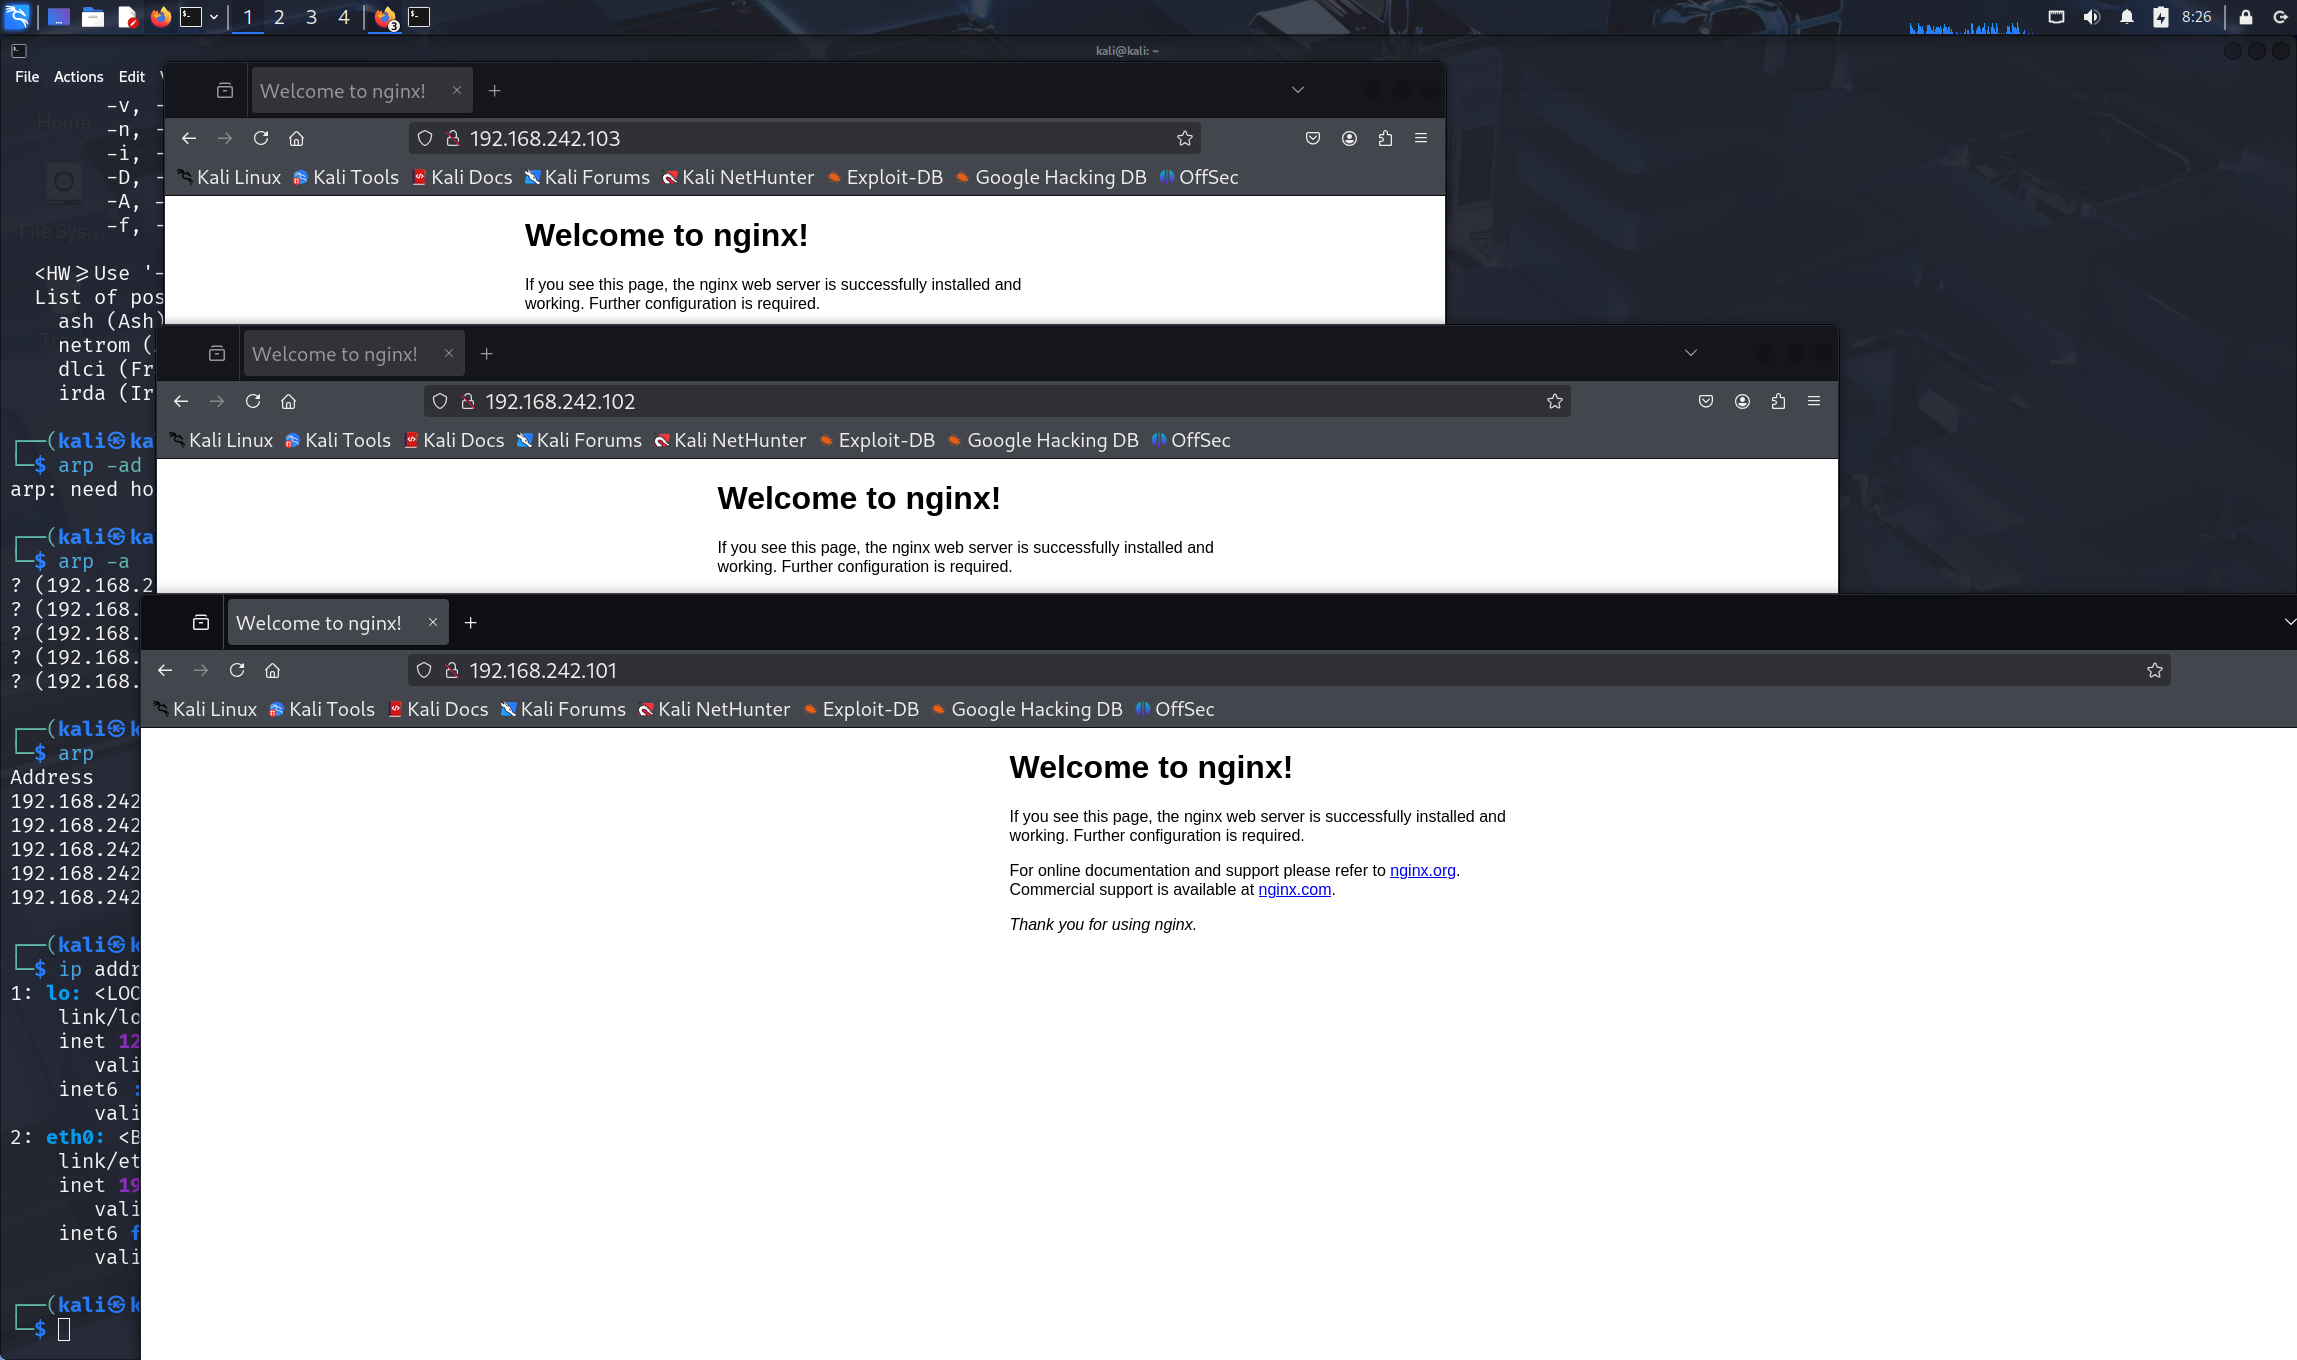 1 2 3 4 3 8:26
kali@kali: ~
File Actions Edit
Home
File Sys...
-v, -
-n, -
-i, -
-D, -
-A, -
-f, -
<HW>=Use '-
List of pos
ash (Ash)
netrom (
dlci (Fr
irda (Ir
(kali㉿ka
$ arp -ad
arp: need ho
(kali㉿ka
$ arp -a
? (192.168.2
? (192.168.
? (192.168.
? (192.168.
? (192.168.
(kali㉿k
$ arp
Address
192.168.242
192.168.242
192.168.242
192.168.242
192.168.242
(kali㉿k
$ ip addr
1: lo: <LOO
link/lo
inet 12
vali
inet6 :
vali
2: eth0: <B
link/et
inet 19
vali
inet6 f
vali
(kali㉿k
$
Welcome to nginx!
192.168.242.103
Kali Linux Kali Tools Kali Docs Kali Forums Kali NetHunter Exploit-DB Google Hacking DB OffSec
Welcome to nginx!
If you see this page, the nginx web server is successfully installed and
working. Further configuration is required.
Welcome to nginx!
192.168.242.102
Kali Linux Kali Tools Kali Docs Kali Forums Kali NetHunter Exploit-DB Google Hacking DB OffSec
Welcome to nginx!
If you see this page, the nginx web server is successfully installed and
working. Further configuration is required.
Welcome to nginx!
192.168.242.101
Kali Linux Kali Tools Kali Docs Kali Forums Kali NetHunter Exploit-DB Google Hacking DB OffSec
Welcome to nginx!
If you see this page, the nginx web server is successfully installed and
working. Further configuration is required.
For online documentation and support please refer to nginx.org.
Commercial support is available at nginx.com.
Thank you for using nginx.